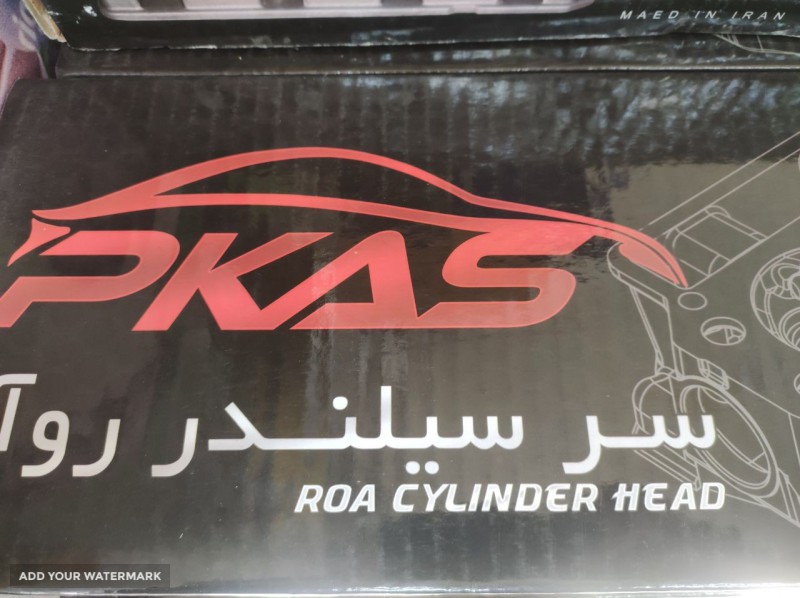 MAED IN IRAN
PKAS
سر سیلندر روآ
ROA CYLINDER HEAD
ADD YOUR WATERMARK